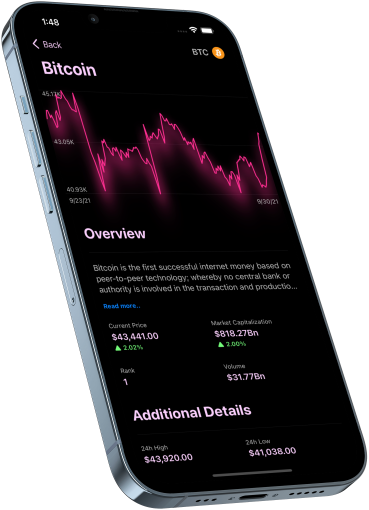 1:48
Back
BTC
Bitcoin
45.17K
43.05K
40.93K
9/23/21
9/30/21
Overview
Bitcoin is the first successful internet money based on
peer-to-peer technology; whereby no central bank or
authority is involved in the transaction and productio...
Read more..
Current Price
Market Capitalization
$43,441.00
$818.27Bn
2.02%
2.00%
Rank
Volume
1
$31.77Bn
Additional Details
24h High
24h Low
$43,920.00
$41,038.00